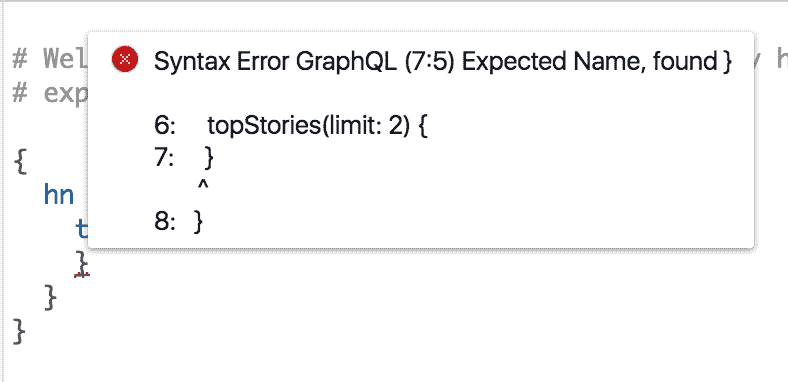 # Wel
Syntax Error GraphQL (7:5) Expected Name, found }
# exp
6: topStories(limit: 2) {
7: }
^
8: }
{
hn
t
}
}
}